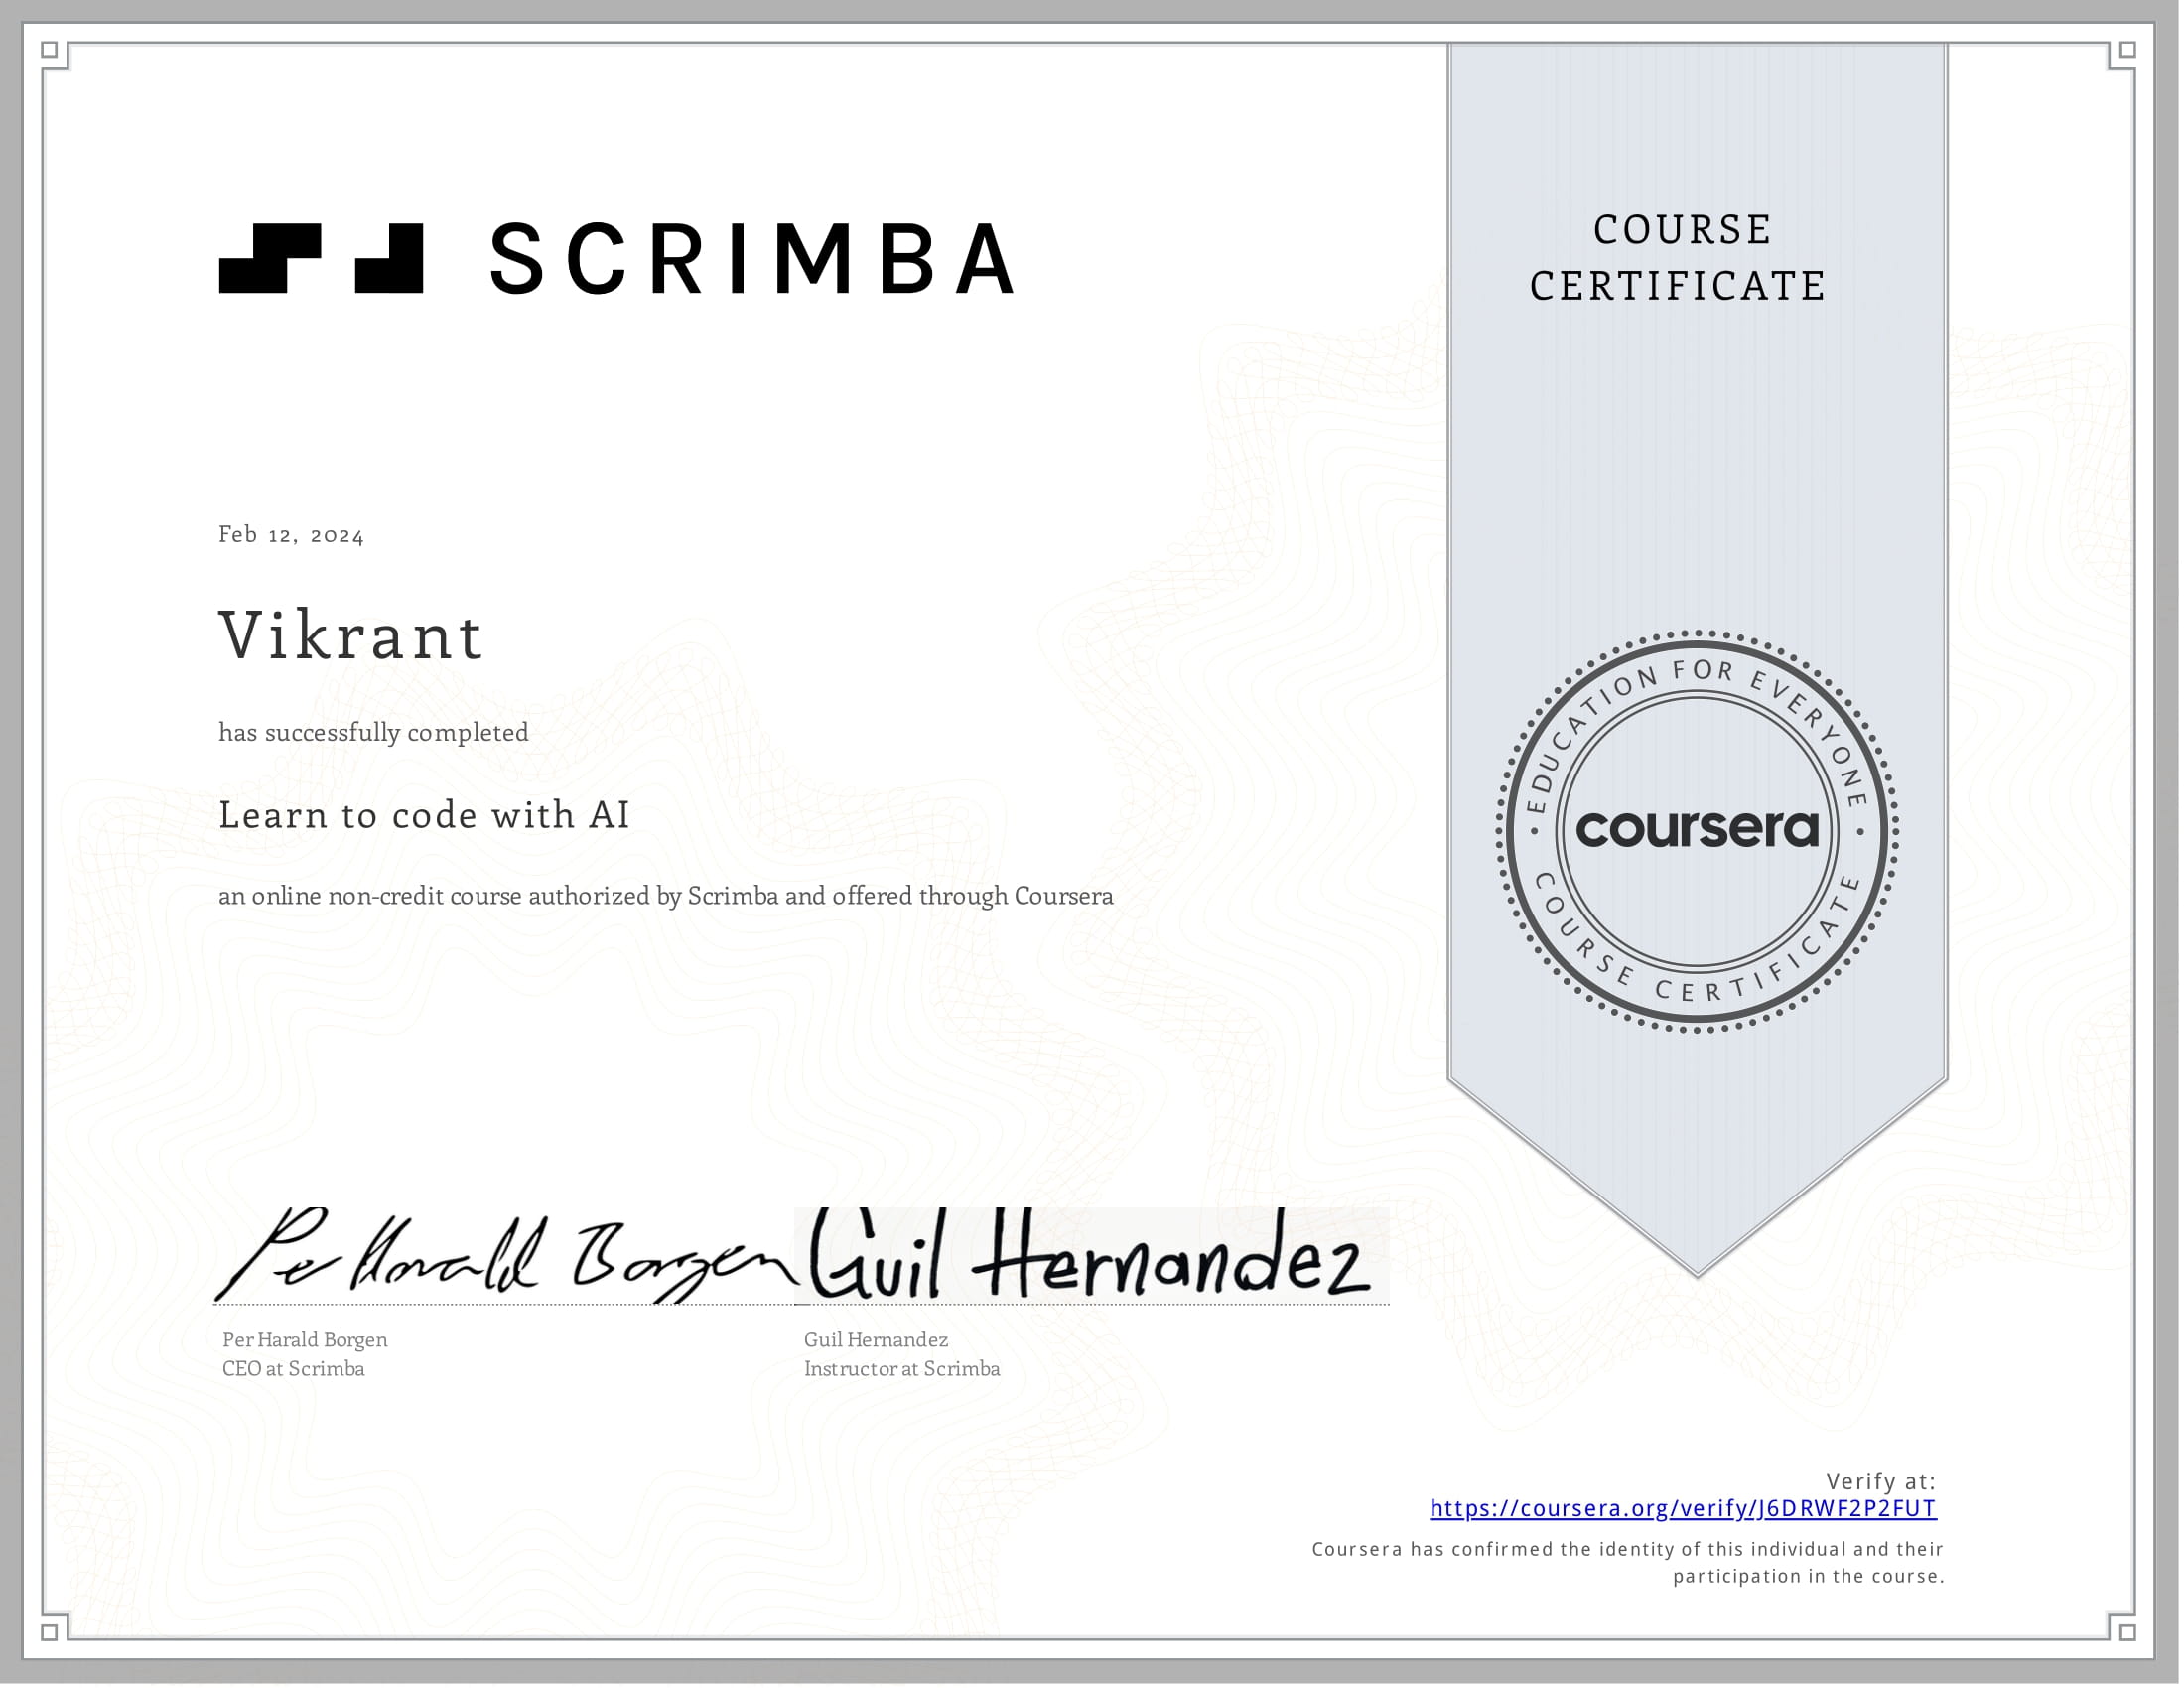 SCRIMBA
COURSE
CERTIFICATE
Feb 12, 2024
Vikrant
has successfully completed
Learn to code with AI
an online non-credit course authorized by Scrimba and offered through Coursera
EDUCATION FOR EVERYONE
coursera
COURSE CERTIFICATE
Per Harald Borgen Guil Hernandez
Per Harald Borgen
CEO at Scrimba
Guil Hernandez
Instructor at Scrimba
Verify at:
https://coursera.org/verify/J6DRWF2P2FUT
Coursera has confirmed the identity of this individual and their
participation in the course.